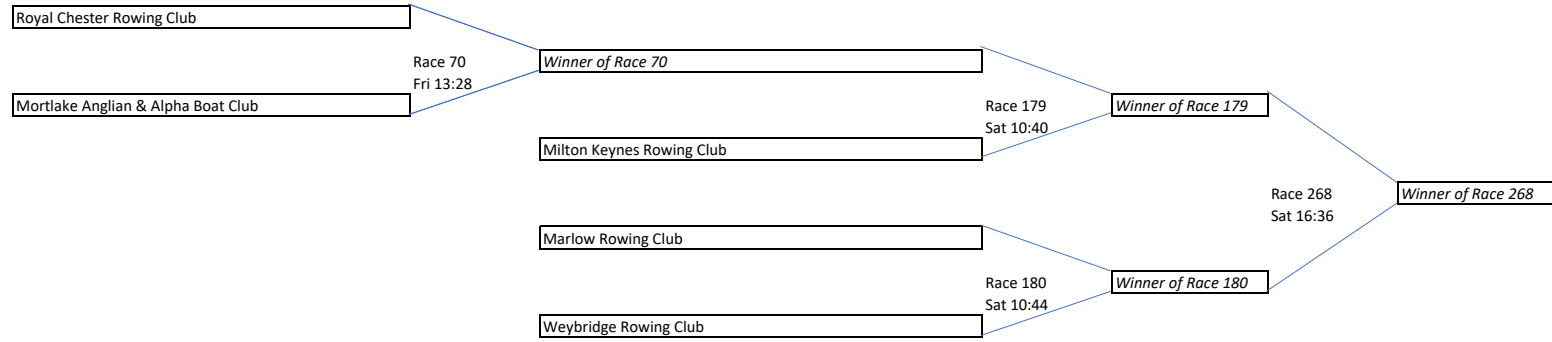 Royal Chester Rowing Club
Race 70
Fri 13:28
Winner of Race 70
Mortlake Anglian & Alpha Boat Club
Race 179
Sat 10:40
Winner of Race 179
Milton Keynes Rowing Club
Race 268
Sat 16:36
Winner of Race 268
Marlow Rowing Club
Race 180
Sat 10:44
Winner of Race 180
Weybridge Rowing Club